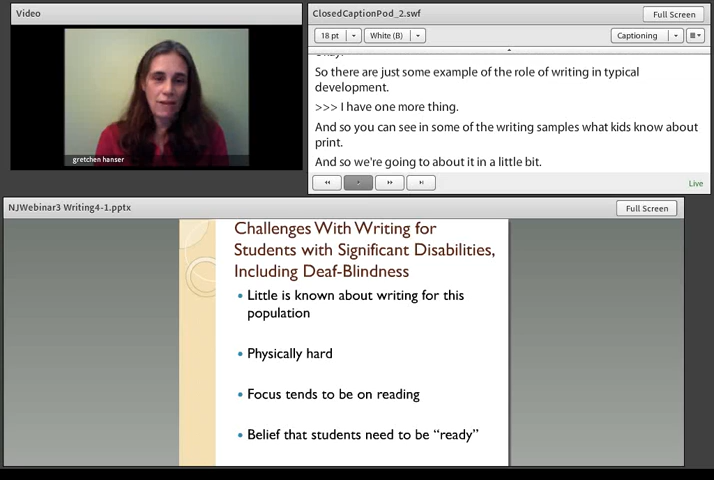 Video
gretchen hanser
ClosedCaptionPod_2.swf
Full Screen
18 pt
White (B)
Captioning
So there are just some example of the role of writing in typical
development.
>>> I have one more thing.
And so you can see in some of the writing samples what kids know about
print.
And so we're going to about it in a little bit.
Live
NJWebinar3 Writing4-1.pptx
Full Screen
Challenges With Writing for
Students with Significant Disabilities,
Including Deaf-Blindness
• Little is known about writing for this
population
• Physically hard
• Focus tends to be on reading
• Belief that students need to be “ready”